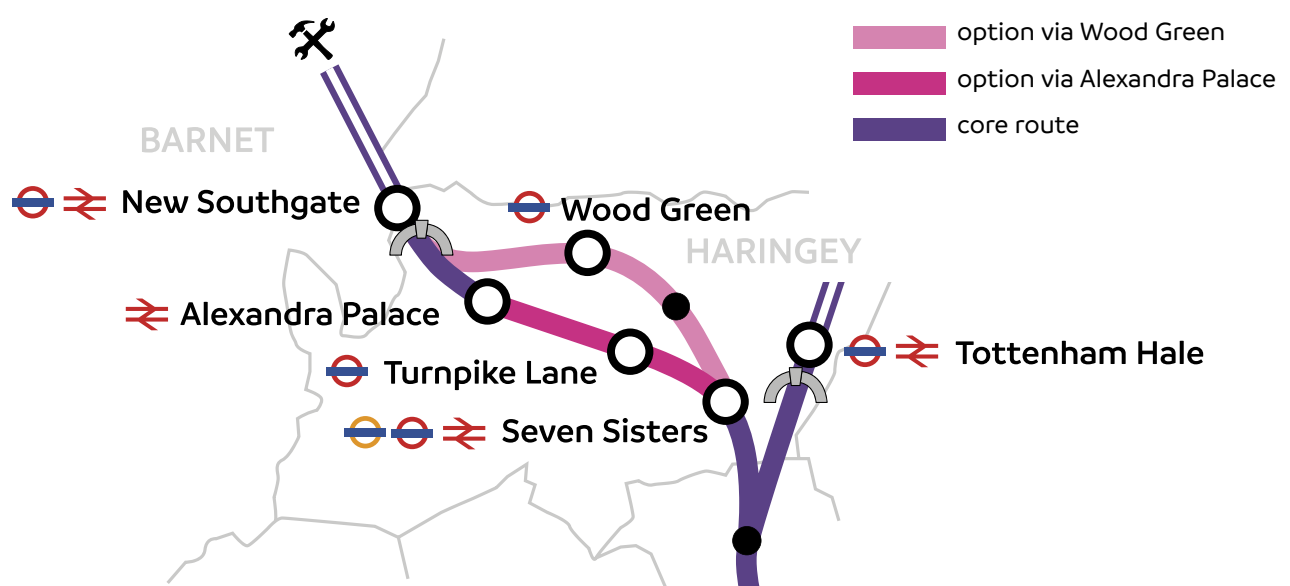 option via Wood Green
option via Alexandra Palace
core route
BARNET
New Southgate
Wood Green
HARINGEY
Alexandra Palace
Tottenham Hale
Turnpike Lane
Seven Sisters